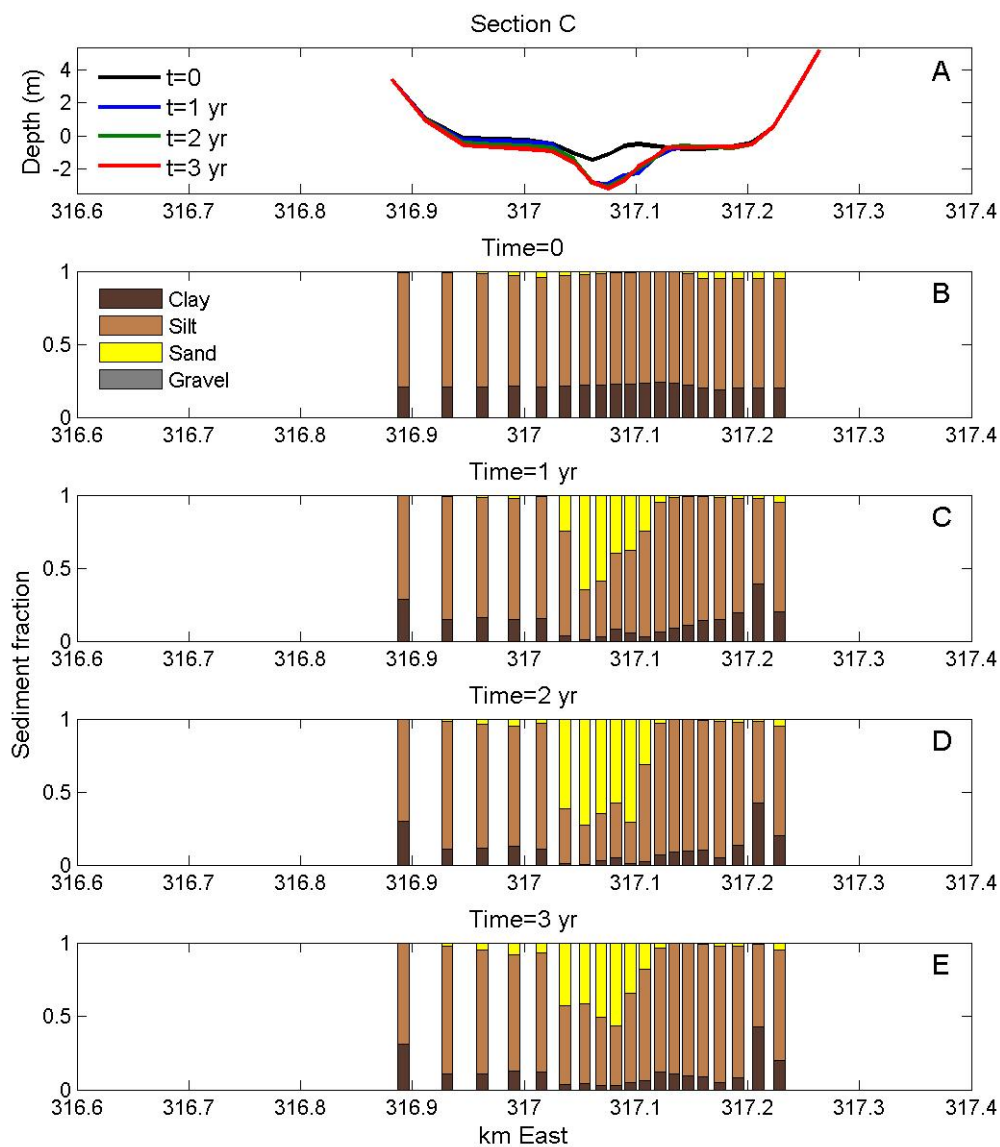 Section C
A
Depth (m)
4
2
0
-2
t=0
t=1 yr
t=2 yr
t=3 yr
316.6 316.7 316.8 316.9 317 317.1 317.2 317.3 317.4
Time=0
B
1
0.5
0
Clay
Silt
Sand
Gravel
316.6 316.7 316.8 316.9 317 317.1 317.2 317.3 317.4
Time=1 yr
C
1
0.5
0
316.6 316.7 316.8 316.9 317 317.1 317.2 317.3 317.4
Sediment fraction
Time=2 yr
D
1
0.5
0
316.6 316.7 316.8 316.9 317 317.1 317.2 317.3 317.4
Time=3 yr
E
1
0.5
0
316.6 316.7 316.8 316.9 317 317.1 317.2 317.3 317.4
km East